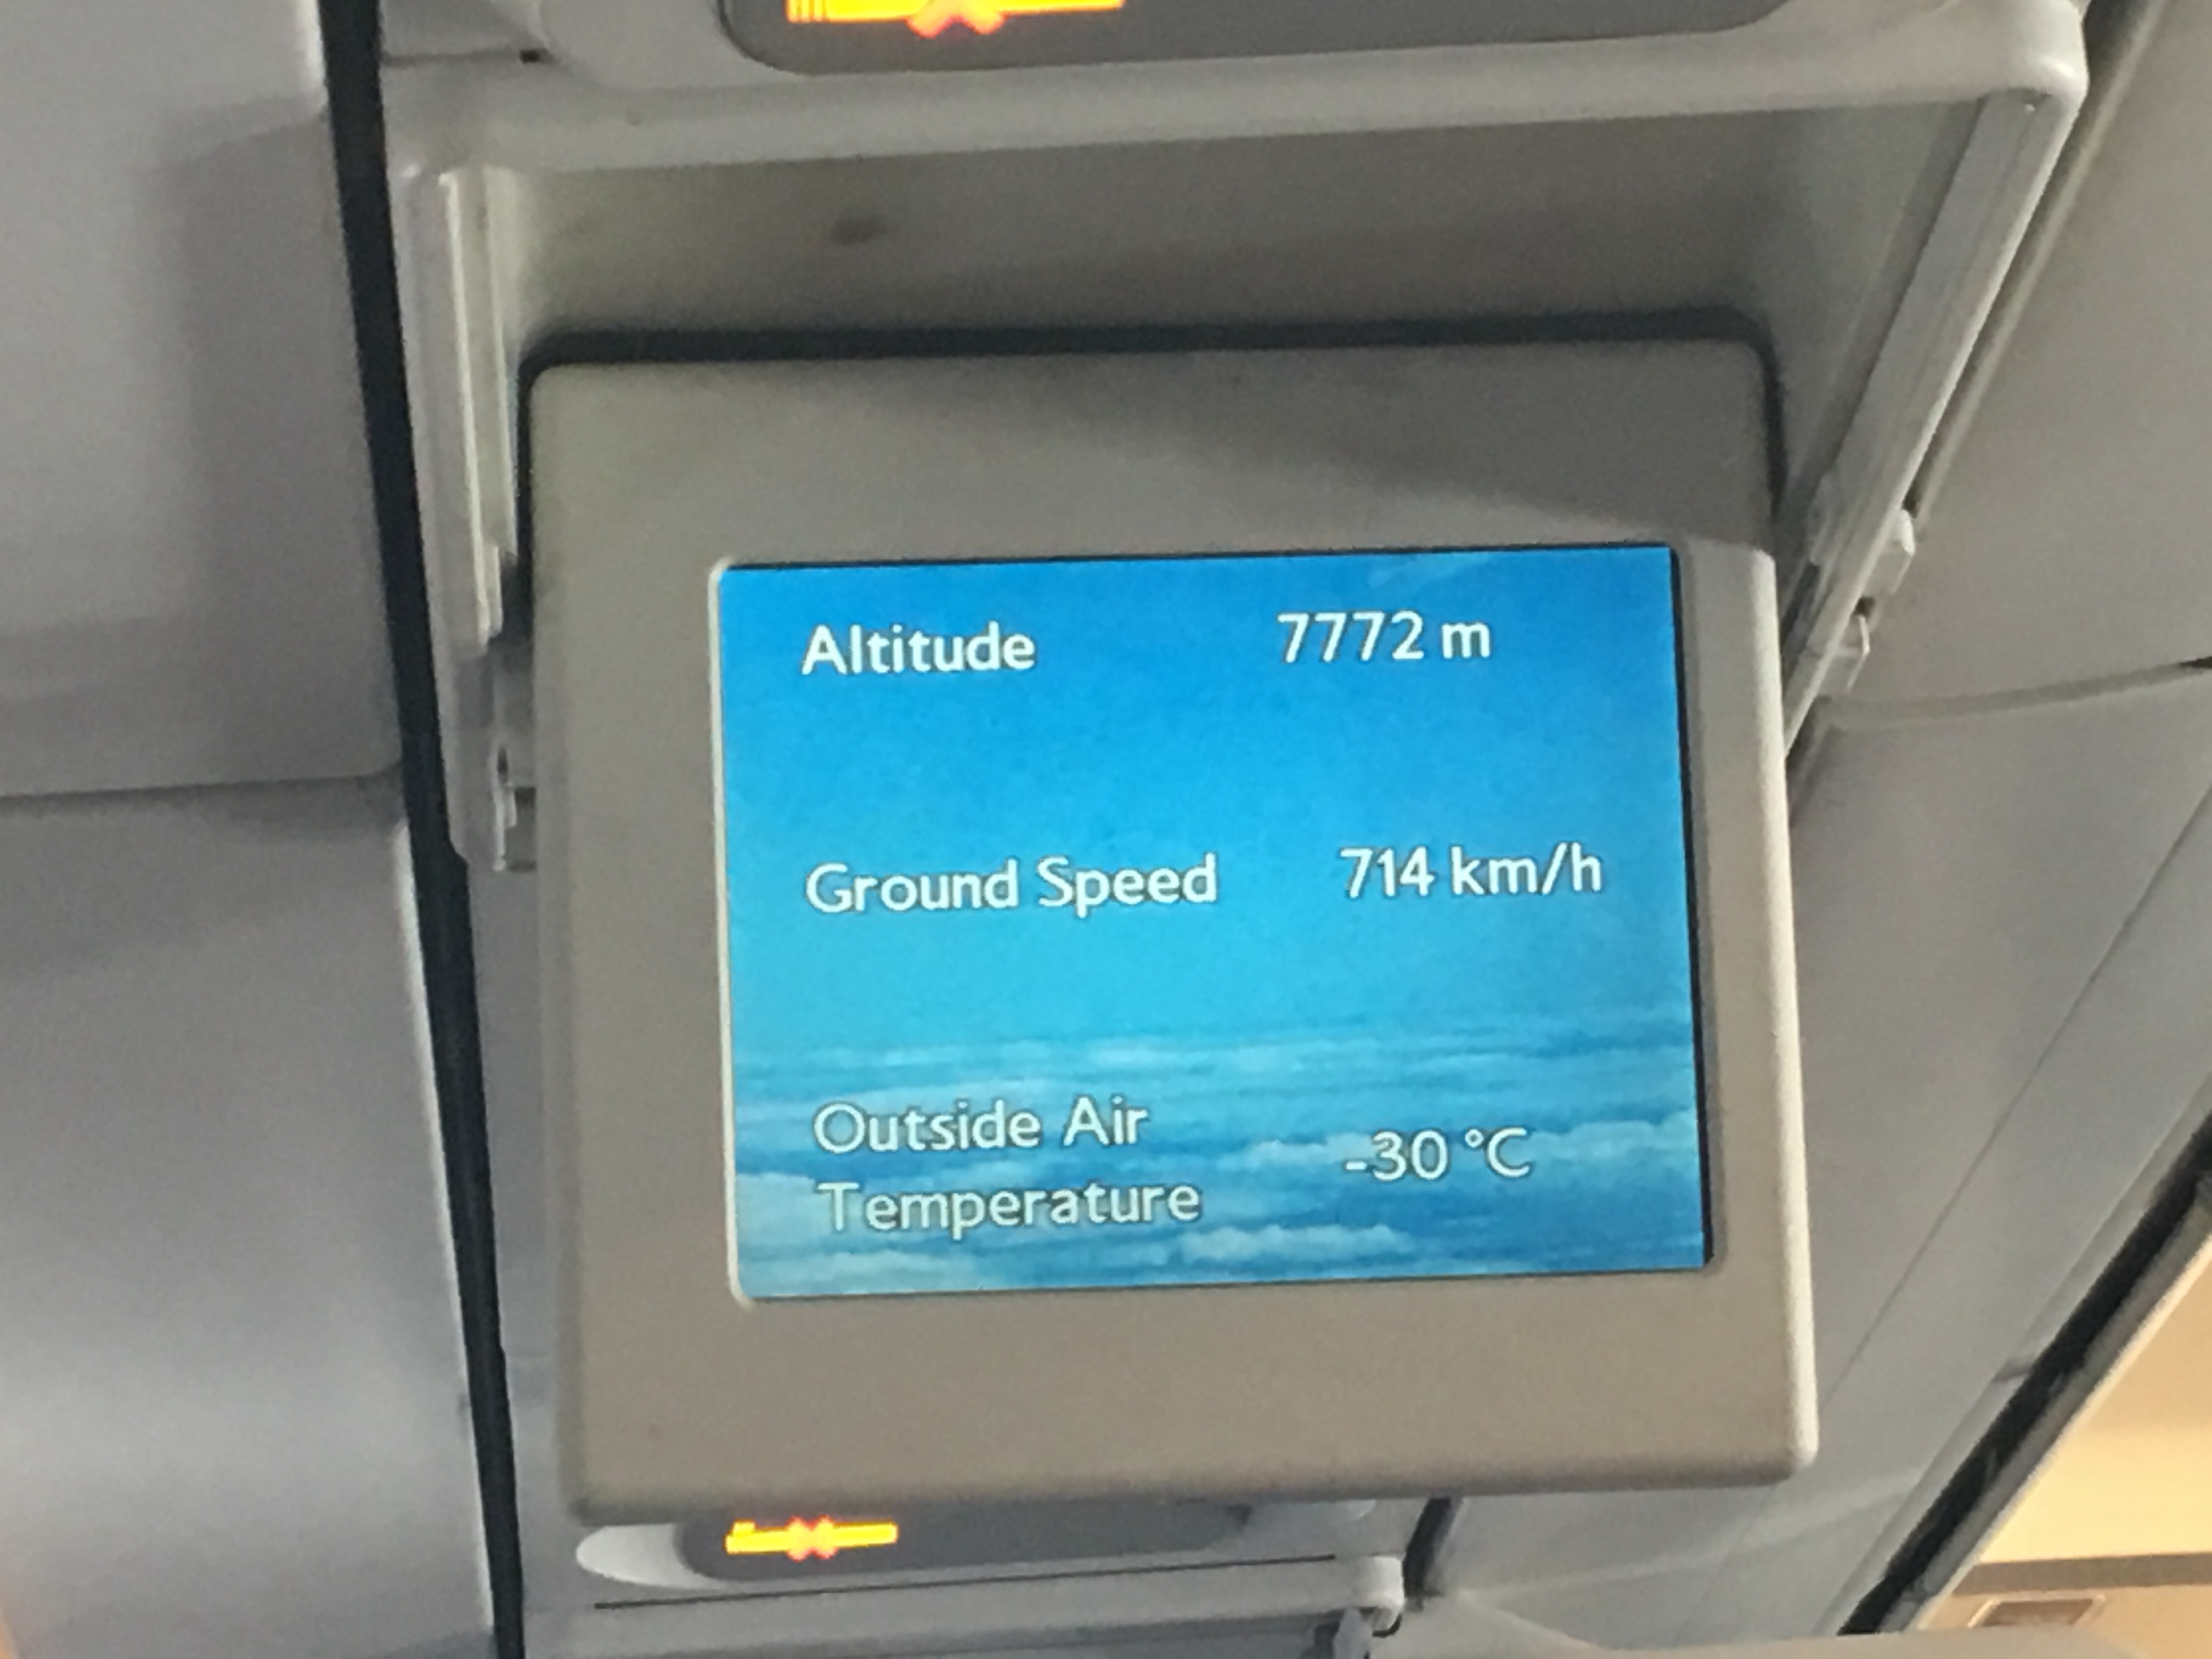 Altitude 7772 m
Ground Speed 714 km/h
Outside Air
Temperature -30 °C